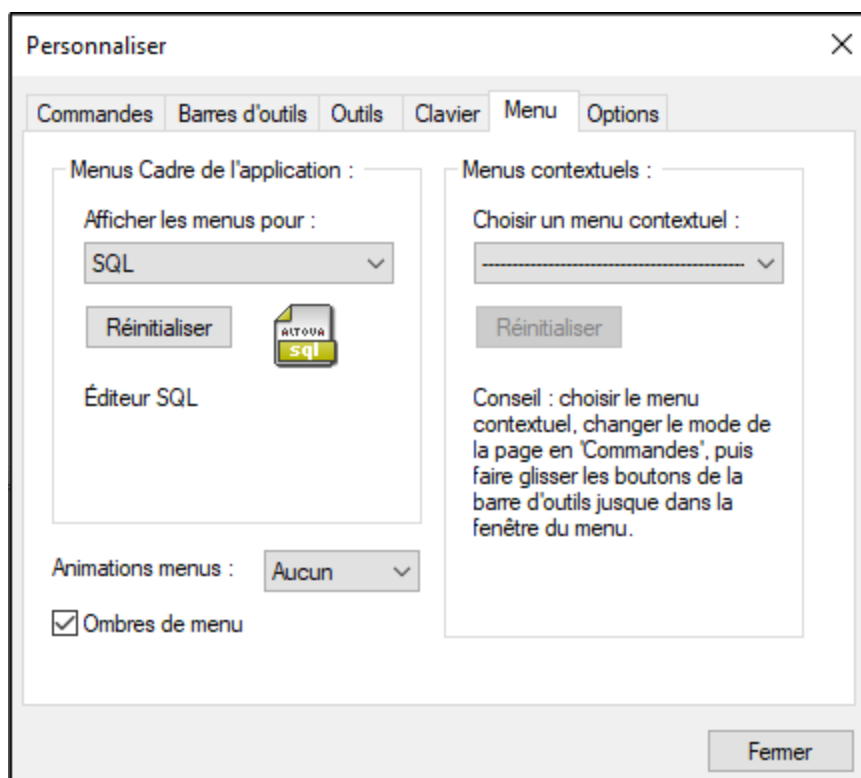 Personnaliser
Commandes Barres d'outils Outils Clavier Menu Options
Menus Cadre de l'application :
Afficher les menus pour :
SQL
Réinitialiser
ALTOVA
sql
Éditeur SQL
Menus contextuels :
Choisir un menu contextuel :
Réinitialiser
Conseil : choisir le menu
contextuel, changer le mode de
la page en 'Commandes', puis
faire glisser les boutons de la
barre d'outils jusque dans la
fenêtre du menu.
Animations menus : Aucun
Ombres de menu
Fermer